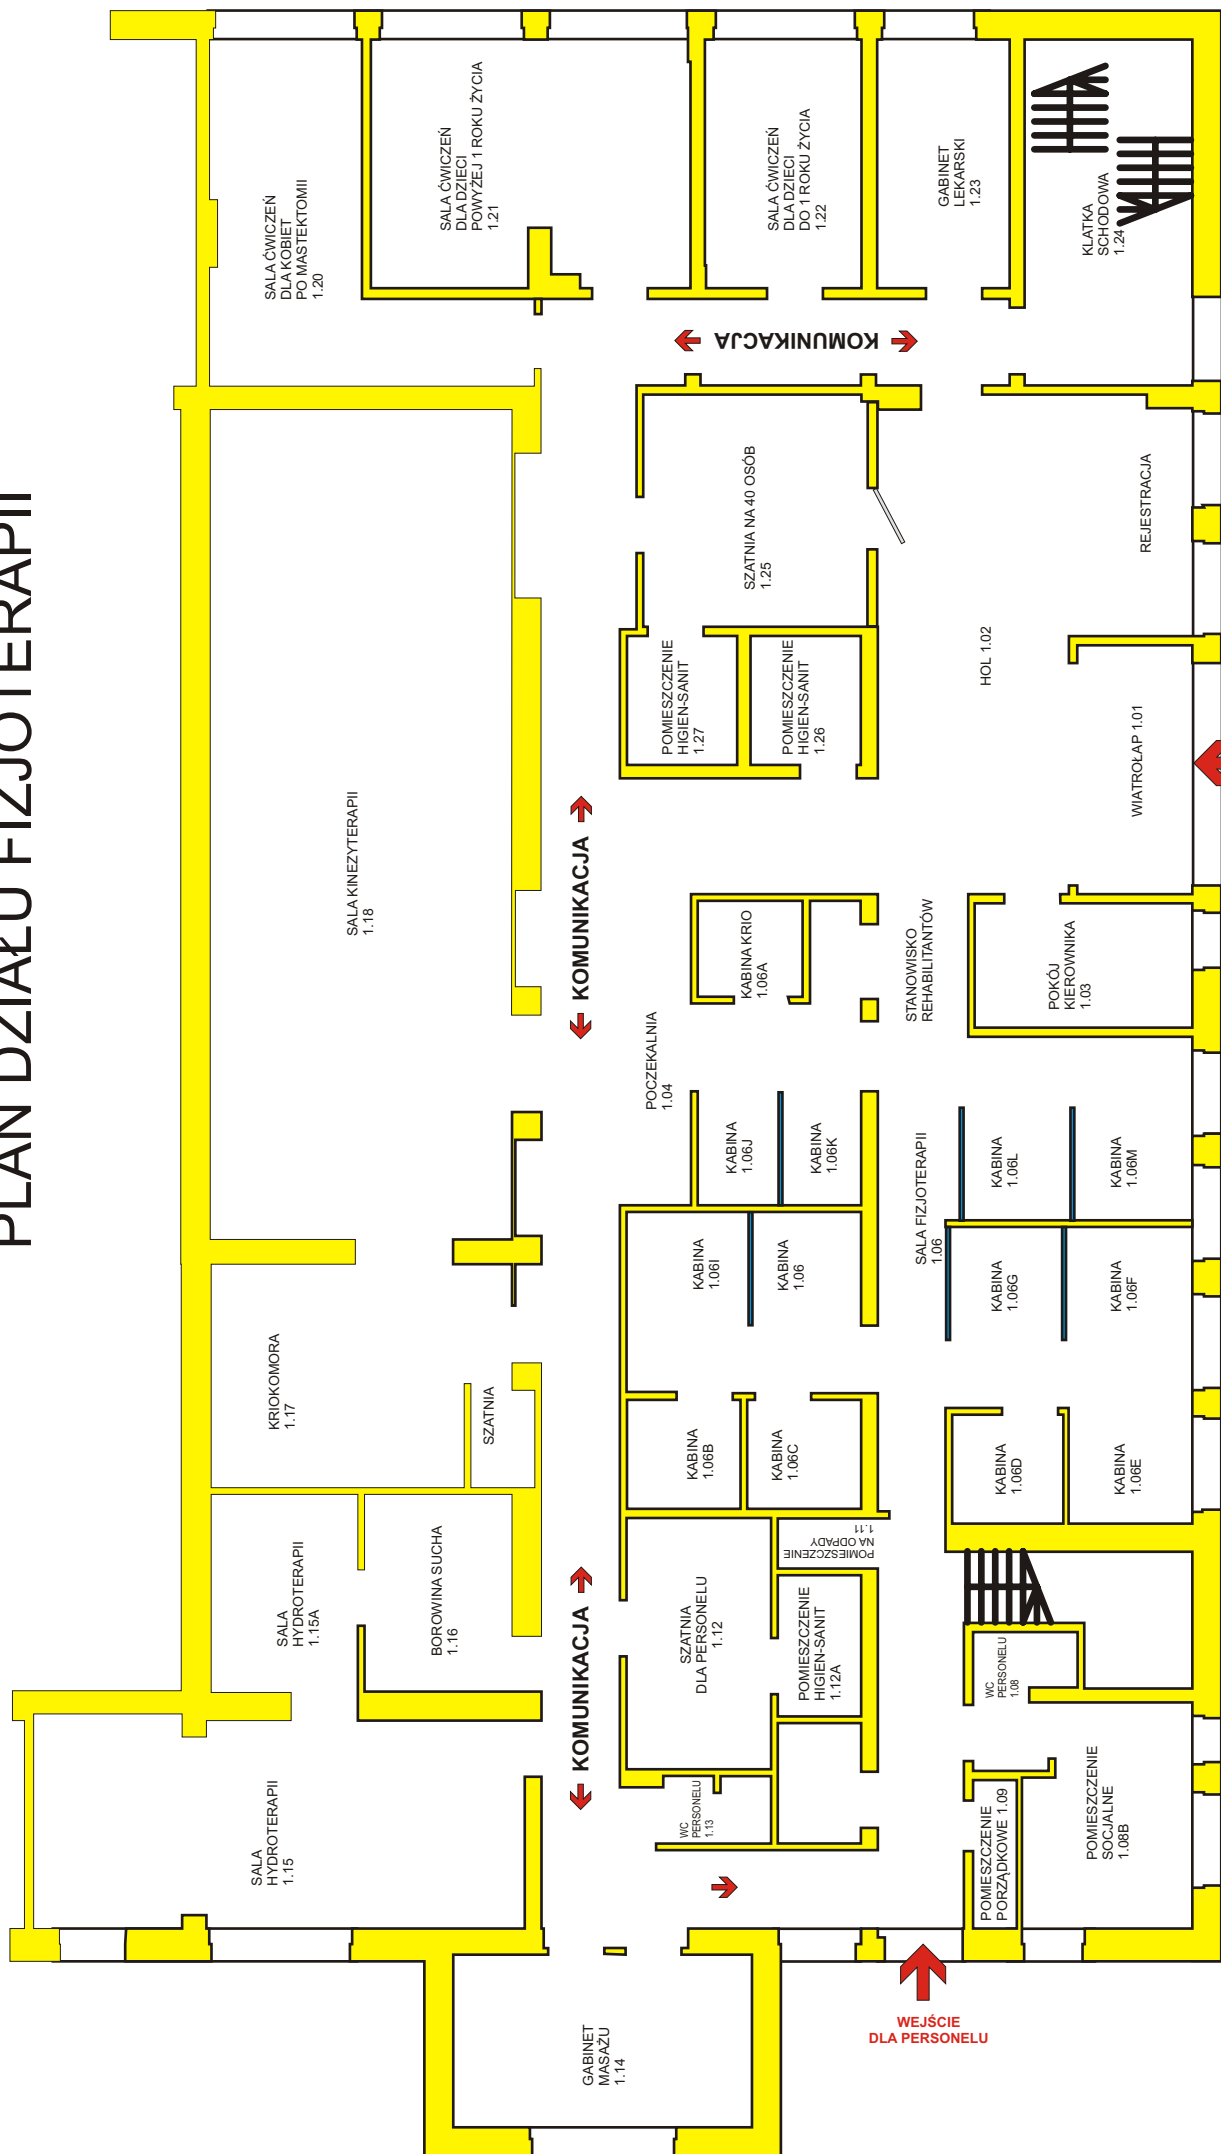 PLAN DZIAŁU FIZJOTERAPII
SALA
HYDROTERAPII
1.15
SALA
HYDROTERAPII
1.15A
BOROWINA SUCHA
1.16
KRIOKOMORA
1.17
SZATNIA
SALA KINEZYTERAPII
1.18
SALA ĆWICZEŃ
DLA KOBIET
PO MASTEKTOMII
1.20
SALA ĆWICZEŃ
DLA DZIECI
POWYŻEJ 1 ROKU ŻYCIA
1.21
SALA ĆWICZEŃ
DLA DZIECI
DO 1 ROKU ŻYCIA
1.22
GABINET
LEKARSKI
1.23
KLATKA
SCHODOWA
1.24
KOMUNIKACJA
KOMUNIKACJA
KOMUNIKACJA
GABINET
MASAŻU
1.14
WC
PERSONELU
1.13
SZATNIA
DLA PERSONELU
1.12
POMIESZCZENIE
HIGIEN-SANIT
1.12A
POMIESZCZENIE
NA ODPADY
1.11
KABINA
1.06B
KABINA
1.06C
KABINA
1.06I
KABINA
1.06
KABINA
1.06J
KABINA
1.06K
POCZEKALNIA
1.04
KABINA KRIO
1.06A
POMIESZCZENIE
HIGIEN-SANIT
1.27
POMIESZCZENIE
HIGIEN-SANIT
1.26
SZATNIA NA 40 OSÓB
1.25
WEJŚCIE
DLA PERSONELU
POMIESZCZENIE
PORZĄDKOWE 1.09
WC
PERSONELU
1.08
POMIESZCZENIE
SOCJALNE
1.08B
KABINA
1.06D
KABINA
1.06E
SALA FIZJOTERAPII
1.06
KABINA
1.06G
KABINA
1.06F
KABINA
1.06L
KABINA
1.06M
STANOWISKO
REHABILITANTÓW
POKÓJ
KIEROWNIKA
1.03
HOL 1.02
WIATROŁAP 1.01
REJESTRACJA